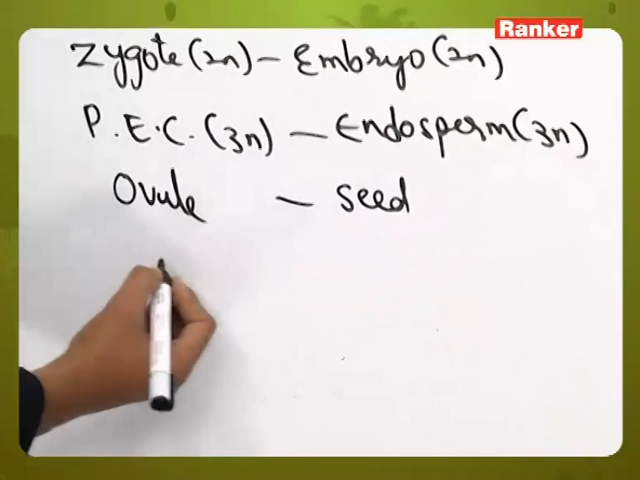 Ranker
Zygote (2n) - Embryo (2n)
P.E.C. (3n) - Endosperm (3n)
Ovule - seed